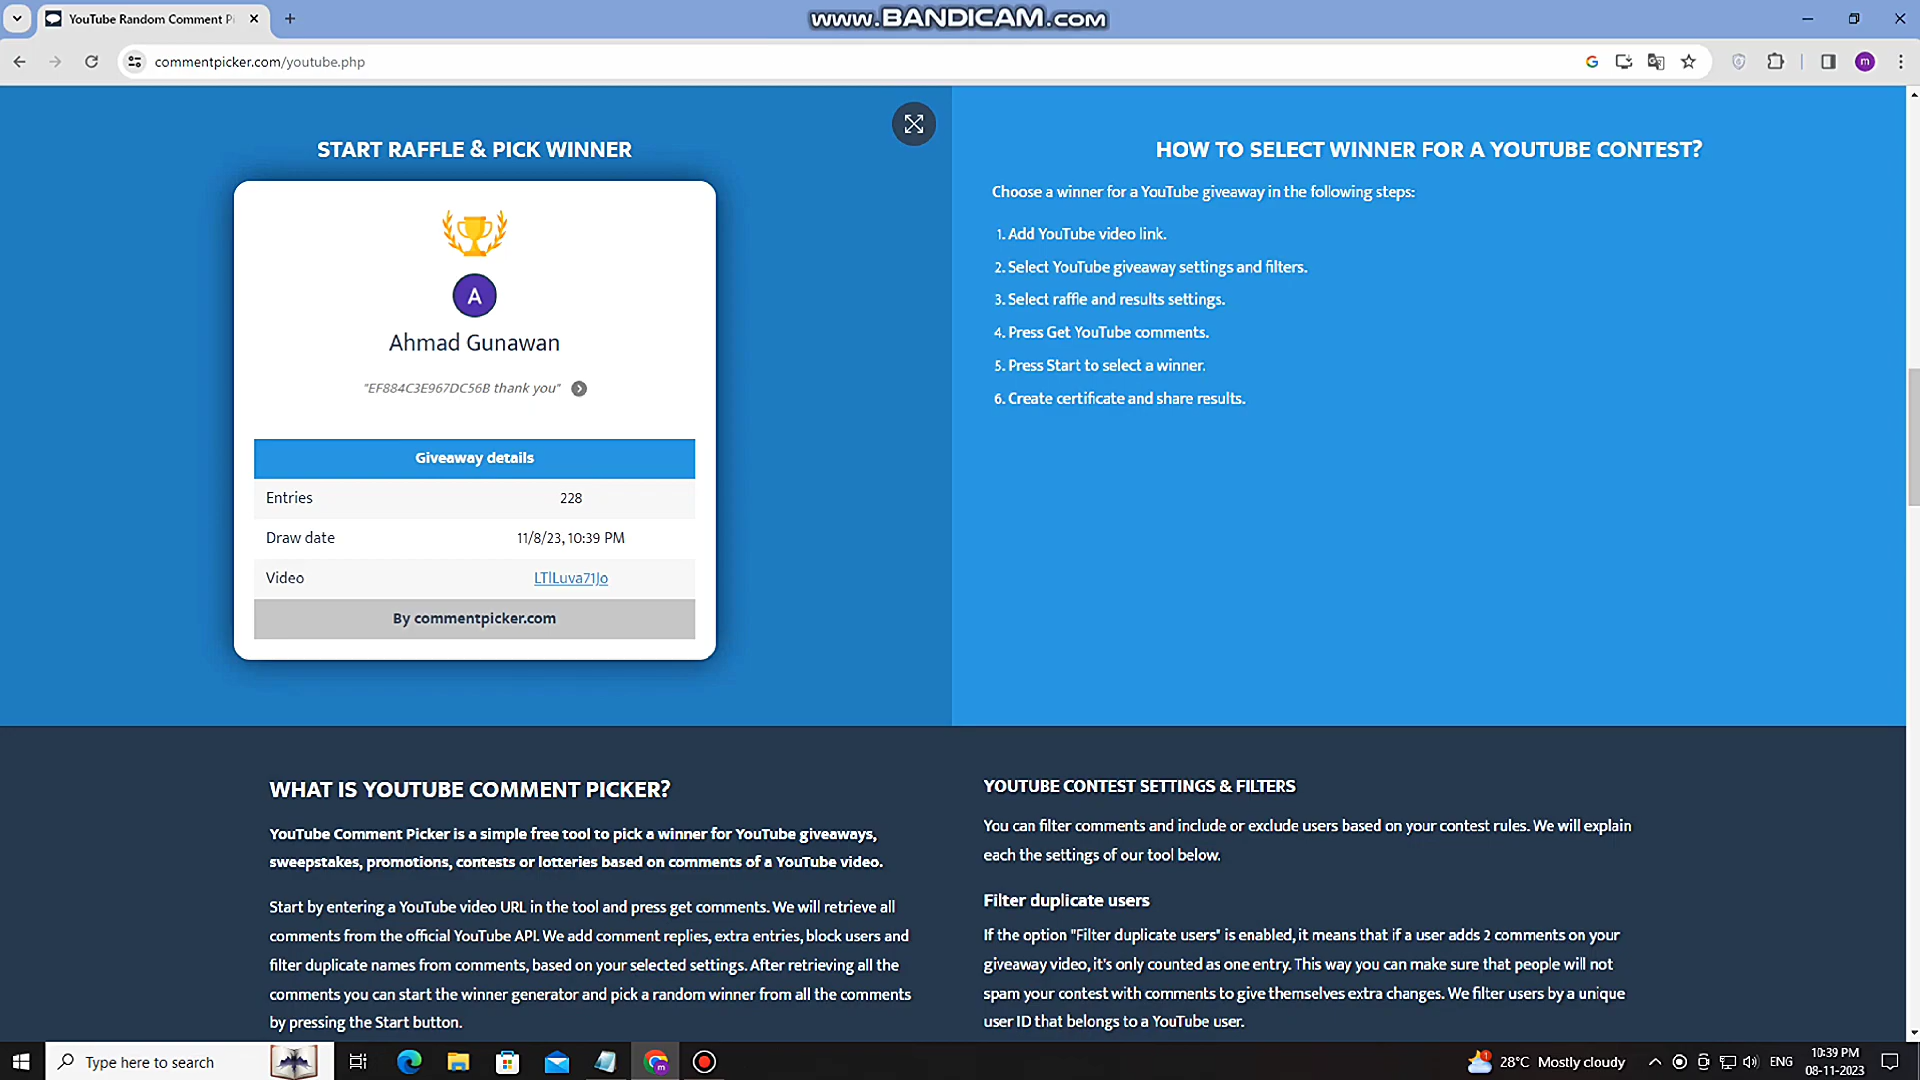 YouTube Random Comment P
www.BANDICAM.com
commentpicker.com/youtube.php
m
START RAFFLE & PICK WINNER
A
Ahmad Gunawan
"EF884C3E967DC56B thank you"
Giveaway details
Entries 228
Draw date 11/8/23, 10:39 PM
Video LTlLuva71Jo
By commentpicker.com
HOW TO SELECT WINNER FOR A YOUTUBE CONTEST?
Choose a winner for a YouTube giveaway in the following steps:
1. Add YouTube video link.
2. Select YouTube giveaway settings and filters.
3. Select raffle and results settings.
4. Press Get YouTube comments.
5. Press Start to select a winner.
6. Create certificate and share results.
WHAT IS YOUTUBE COMMENT PICKER?
YouTube Comment Picker is a simple free tool to pick a winner for YouTube giveaways,
sweepstakes, promotions, contests or lotteries based on comments of a YouTube video.
Start by entering a YouTube video URL in the tool and press get comments. We will retrieve all
comments from the official YouTube API. We add comment replies, extra entries, block users and
filter duplicate names from comments, based on your selected settings. After retrieving all the
comments you can start the winner generator and pick a random winner from all the comments
by pressing the Start button.
YOUTUBE CONTEST SETTINGS & FILTERS
You can filter comments and include or exclude users based on your contest rules. We will explain
each the settings of our tool below.
Filter duplicate users
If the option "Filter duplicate users" is enabled, it means that if a user adds 2 comments on your
giveaway video, it's only counted as one entry. This way you can make sure that people will not
spam your contest with comments to give themselves extra changes. We filter users by a unique
user ID that belongs to a YouTube user.
Type here to search
28°C Mostly cloudy
ENG
10:39 PM
08-11-2023